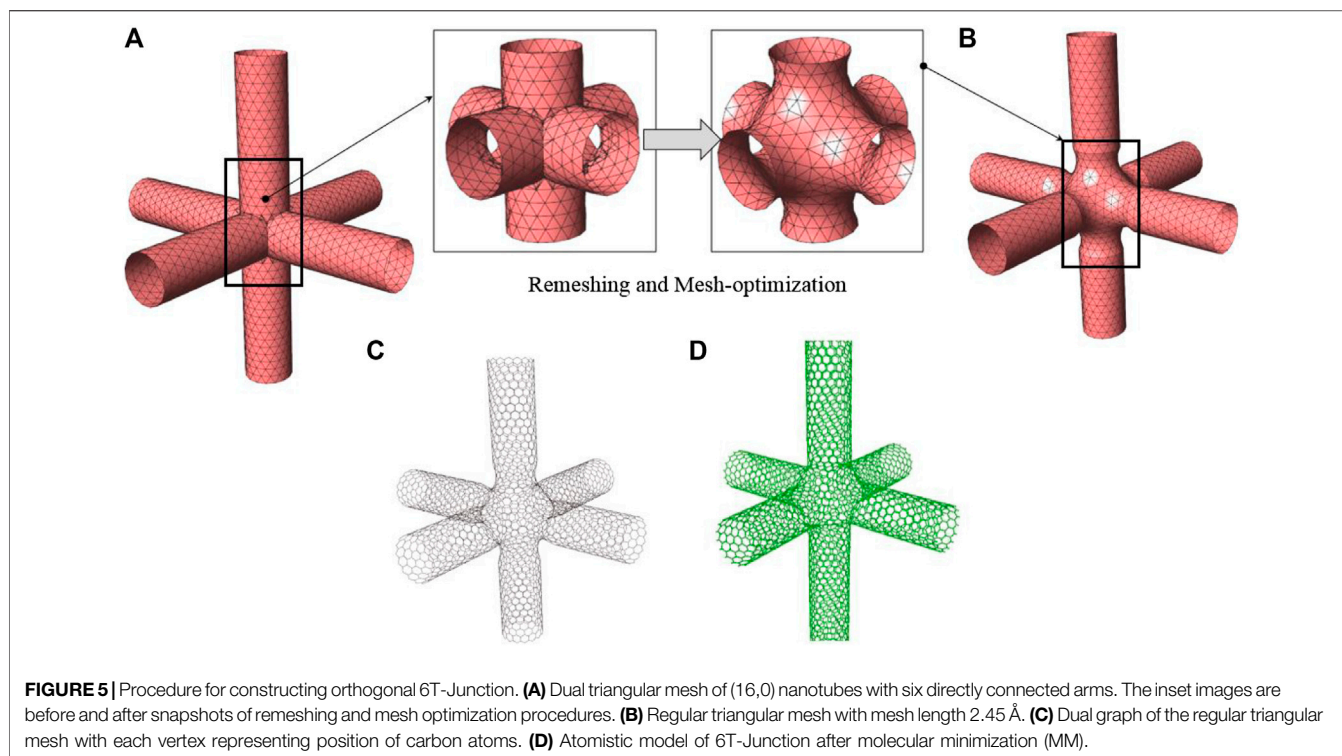 A
B
Remeshing and Mesh-optimization
C
D
FIGURE 5 | Procedure for constructing orthogonal 6T-Junction. (A) Dual triangular mesh of (16,0) nanotubes with six directly connected arms. The inset images are
before and after snapshots of remeshing and mesh optimization procedures. (B) Regular triangular mesh with mesh length 2.45 Å. (C) Dual graph of the regular triangular
mesh with each vertex representing position of carbon atoms. (D) Atomistic model of 6T-Junction after molecular minimization (MM).